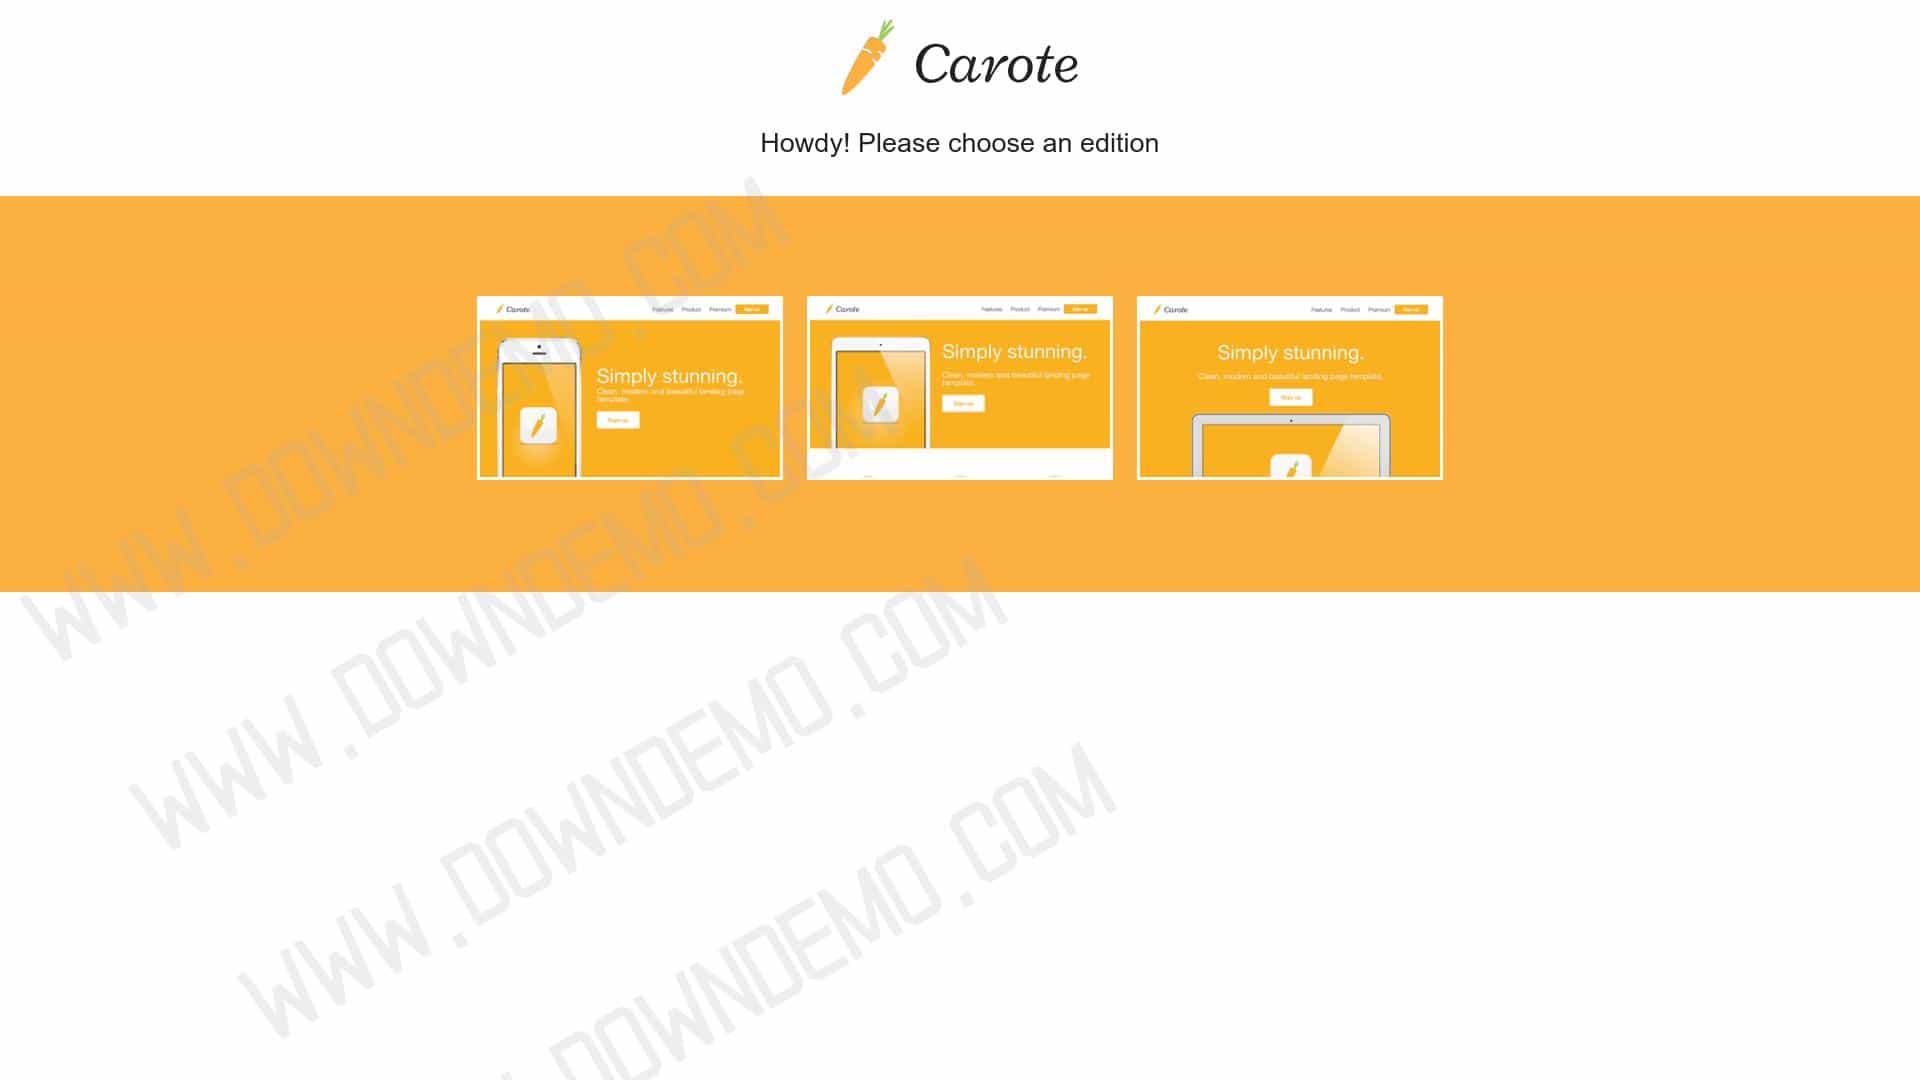 Carote
Howdy! Please choose an edition
Carote Features Product Premium Sign up
Simply stunning.
Clean, modern and beautiful landing page
template.
Sign up
Carote Features Product Premium Sign up
Simply stunning.
Clean, modern and beautiful landing page
template.
Sign up
Carote Features Product Premium Sign up
Simply stunning.
Clean, modern and beautiful landing page template.
Sign up
WWW.DOWNDEMO.COM
WWW.DOWNDEMO.COM
WWW.DOWNDEMO.COM
DOWNDEMO.COM